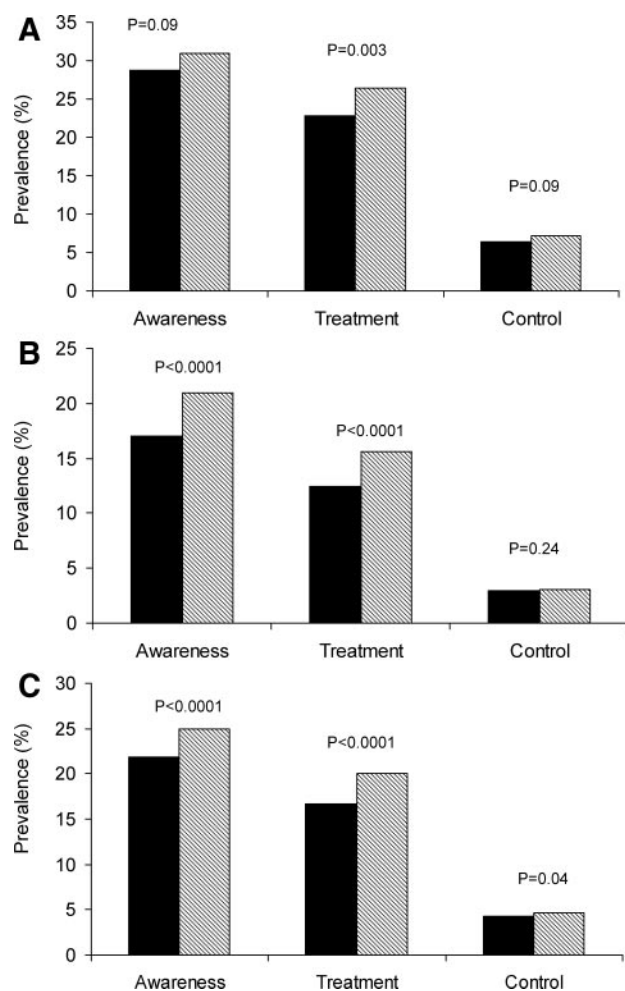 A
Prevalence (%)
35
30
25
20
15
10
5
0
P=0.09
P=0.003
P=0.09
Awareness Treatment Control
B
Prevalence (%)
25
20
15
10
5
0
P<0.0001
P<0.0001
P=0.24
Awareness Treatment Control
C
Prevalence (%)
30
25
20
15
10
5
0
P<0.0001
P<0.0001
P=0.04
Awareness Treatment Control